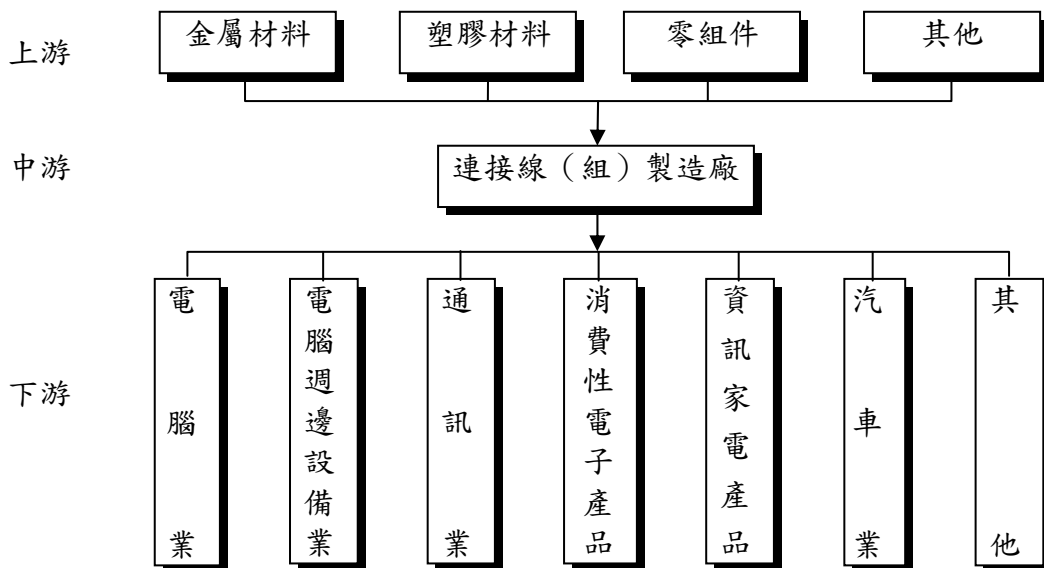 上游
金屬材料
塑膠材料
零組件
其他
中游
連接線（組）製造廠
下游
電腦業
電腦週邊設備業
通訊業
消費性電子產品
資訊家電產品
汽車業
其他